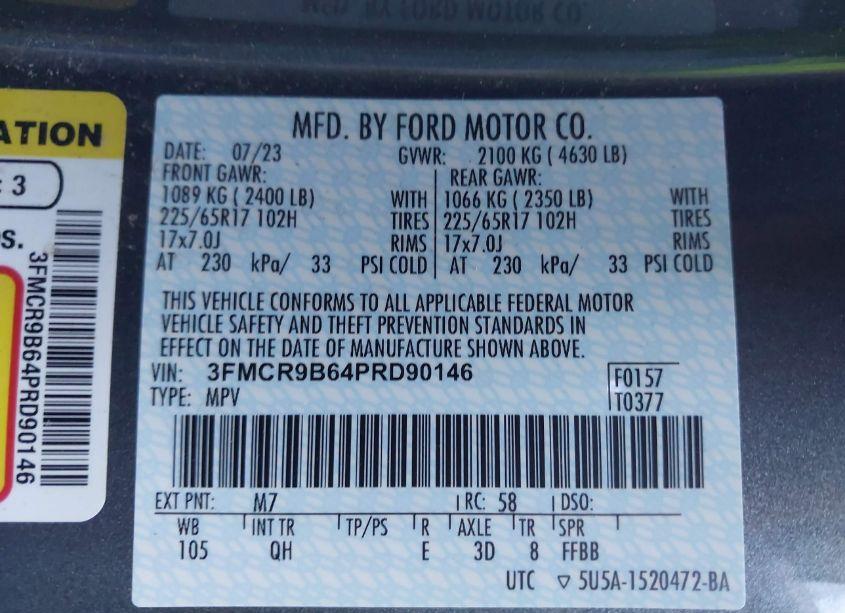 MFD. BY FORD MOTOR CO.
ATION
: 3
s.
3FMCR9B64PRD90146
MFD. BY FORD MOTOR CO.
DATE: 07/23 GVWR: 2100 KG ( 4630 LB)
FRONT GAWR: REAR GAWR:
1089 KG ( 2400 LB) WITH 1066 KG ( 2350 LB) WITH
225/65R17 102H TIRES 225/65R17 102H TIRES
17x7.0J RIMS 17x7.0J RIMS
AT 230 kPa/ 33 PSI COLD AT 230 kPa/ 33 PSI COLD
THIS VEHICLE CONFORMS TO ALL APPLICABLE FEDERAL MOTOR
VEHICLE SAFETY AND THEFT PREVENTION STANDARDS IN
EFFECT ON THE DATE OF MANUFACTURE SHOWN ABOVE.
VIN: 3FMCR9B64PRD90146 F0157
TYPE: MPV T0377
EXT PNT: M7 RC: 58 DSO:
WB INT TR TP/PS R AXLE TR SPR
105 QH E 3D 8 FFBB
UTC ▽ 5U5A-1520472-BA